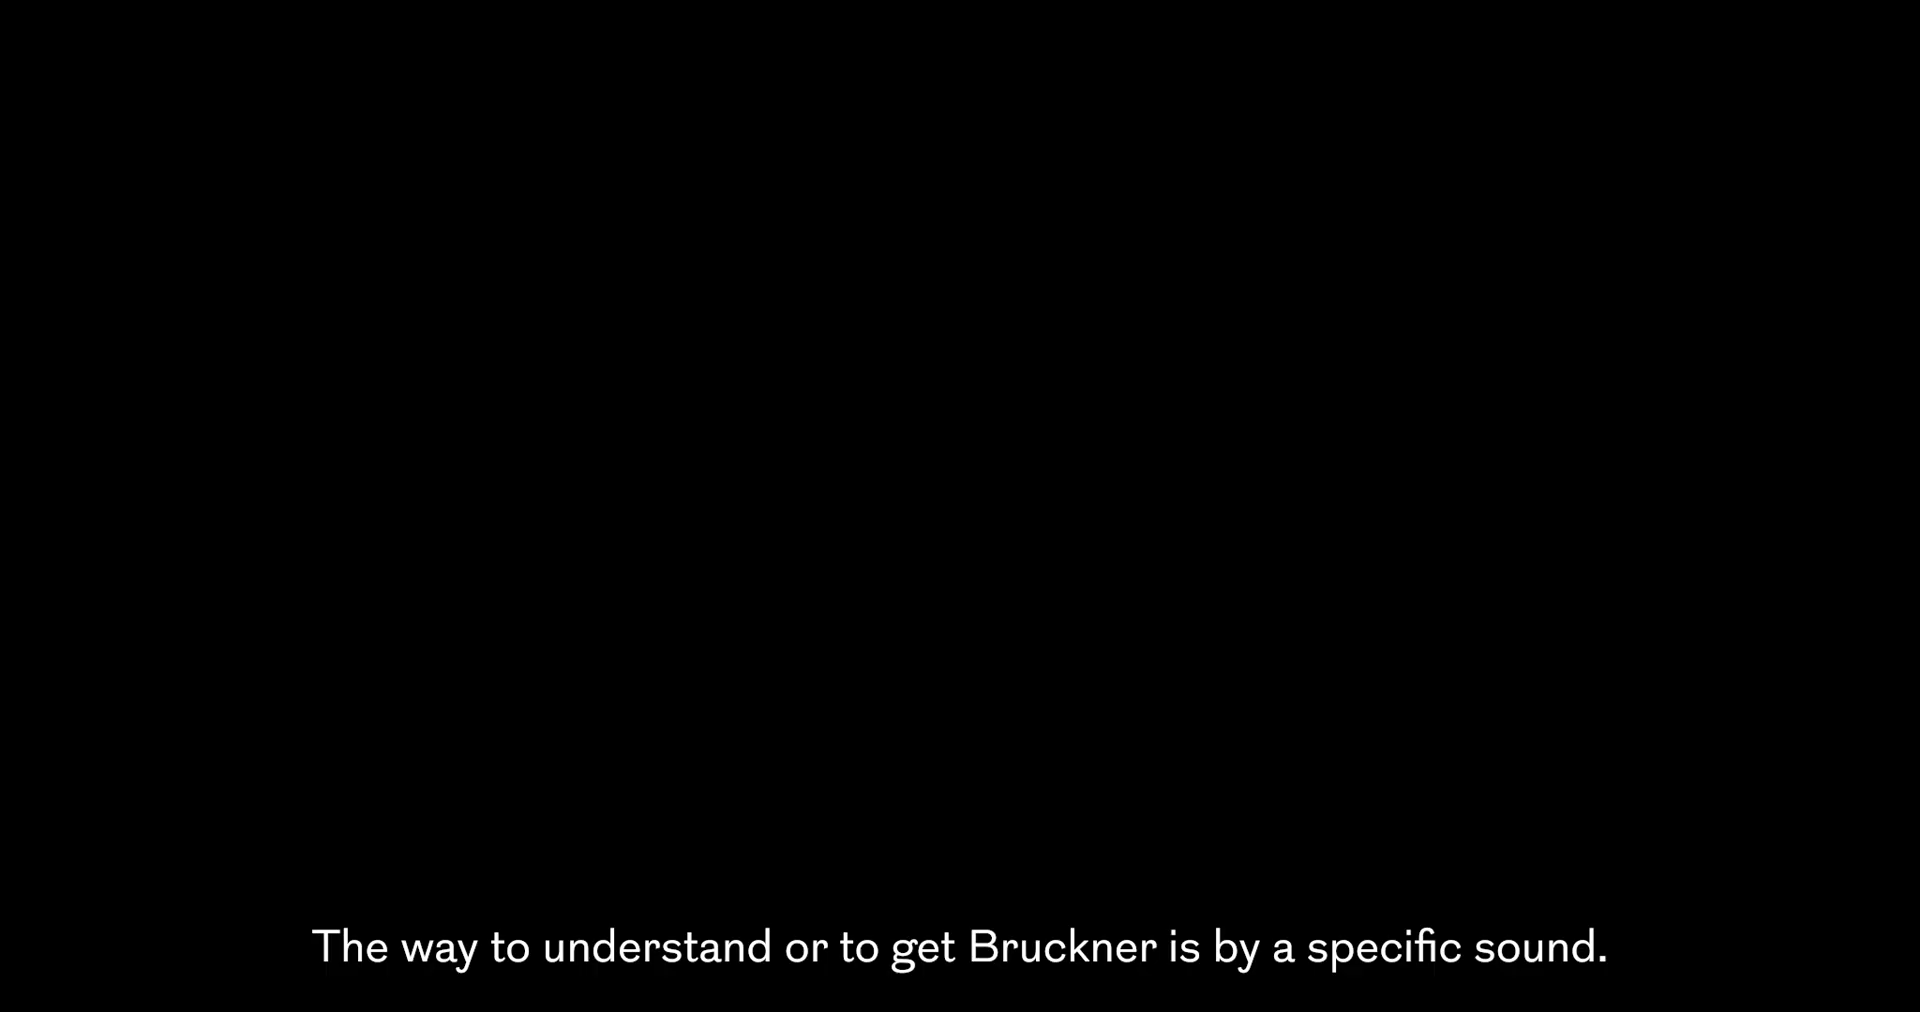 The way to understand or to get Bruckner is by a specific sound.